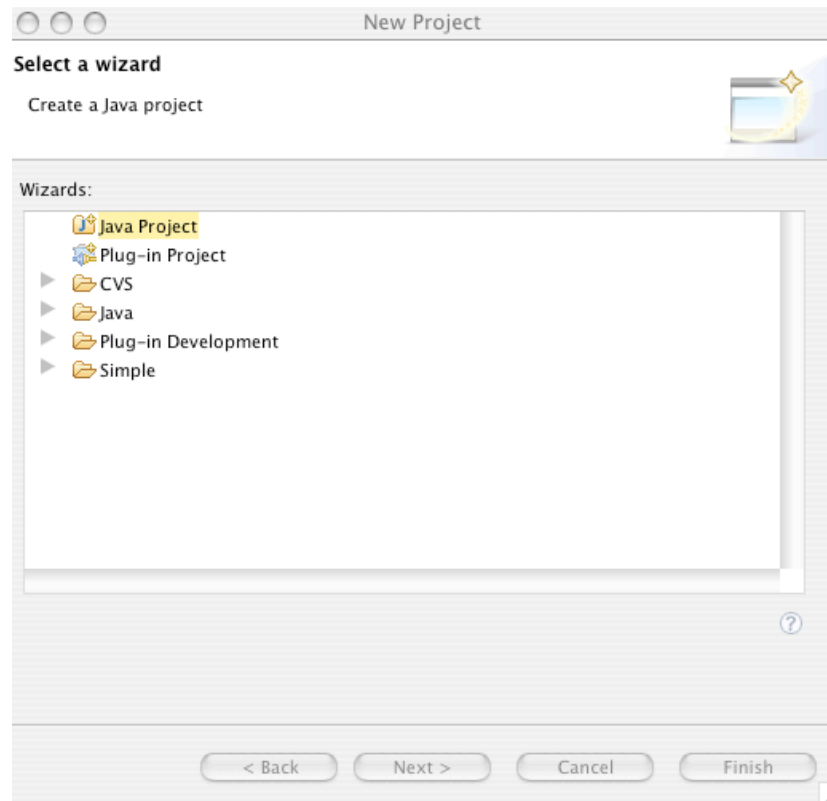 New Project
Select a wizard
Create a Java project
Wizards:
Java Project
Plug-in Project
CVS
Java
Plug-in Development
Simple
?
< Back Next > Cancel Finish